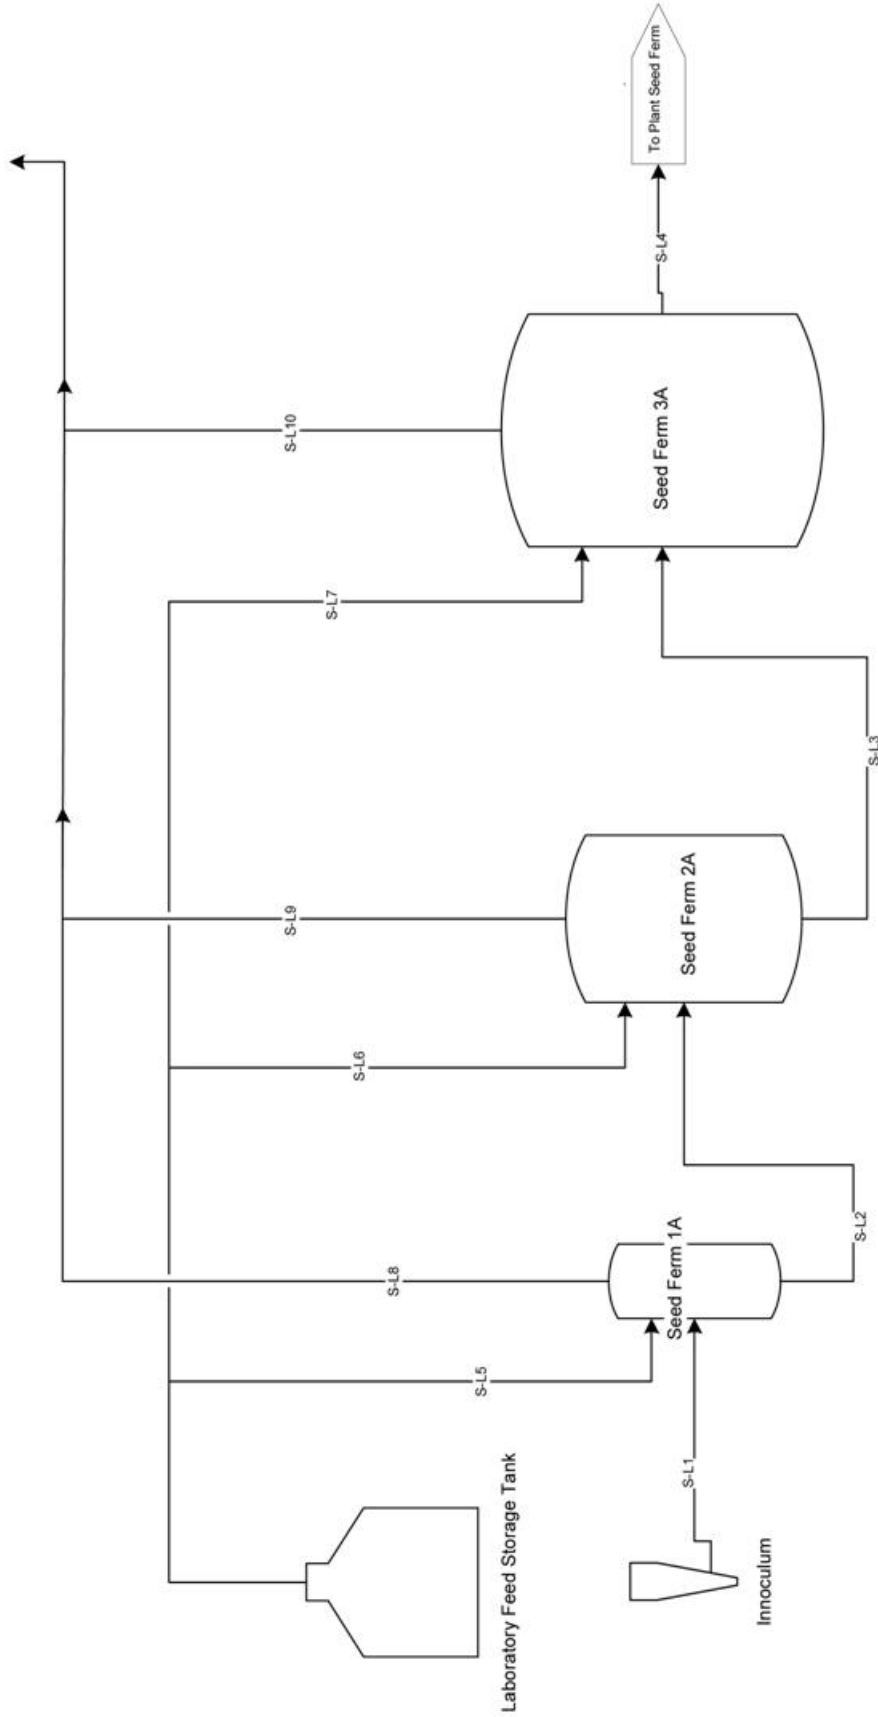 To Plant Seed Ferm
S-L4
S-L10
Seed Ferm 3A
S-L7
S-L3
S-L9
Seed Ferm 2A
S-L6
S-L2
S-L8
Seed Ferm 1A
S-L5
S-L1
Laboratory Feed Storage Tank
Innoculum